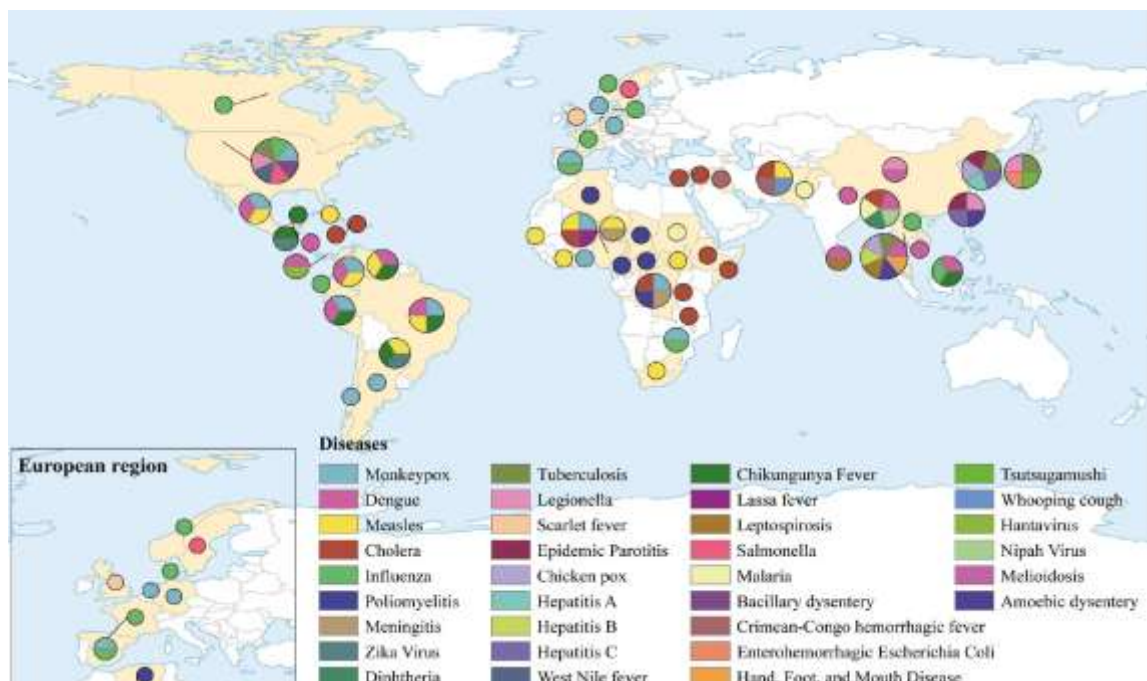 European region
Diseases
Monkeypox
Dengue
Measles
Cholera
Influenza
Poliomyelitis
Meningitis
Zika Virus
Diphtheria
Tuberculosis
Legionella
Scarlet fever
Epidemic Parotitis
Chicken pox
Hepatitis A
Hepatitis B
Hepatitis C
West Nile fever
Chikungunya Fever
Lassa fever
Leptospirosis
Salmonella
Malaria
Bacillary dysentery
Crimean-Congo hemorrhagic fever
Enterohemorrhagic Escherichia Coli
Hand, Foot, and Mouth Disease
Tsutsugamushi
Whooping cough
Hantavirus
Nipah Virus
Melioidosis
Amoebic dysentery